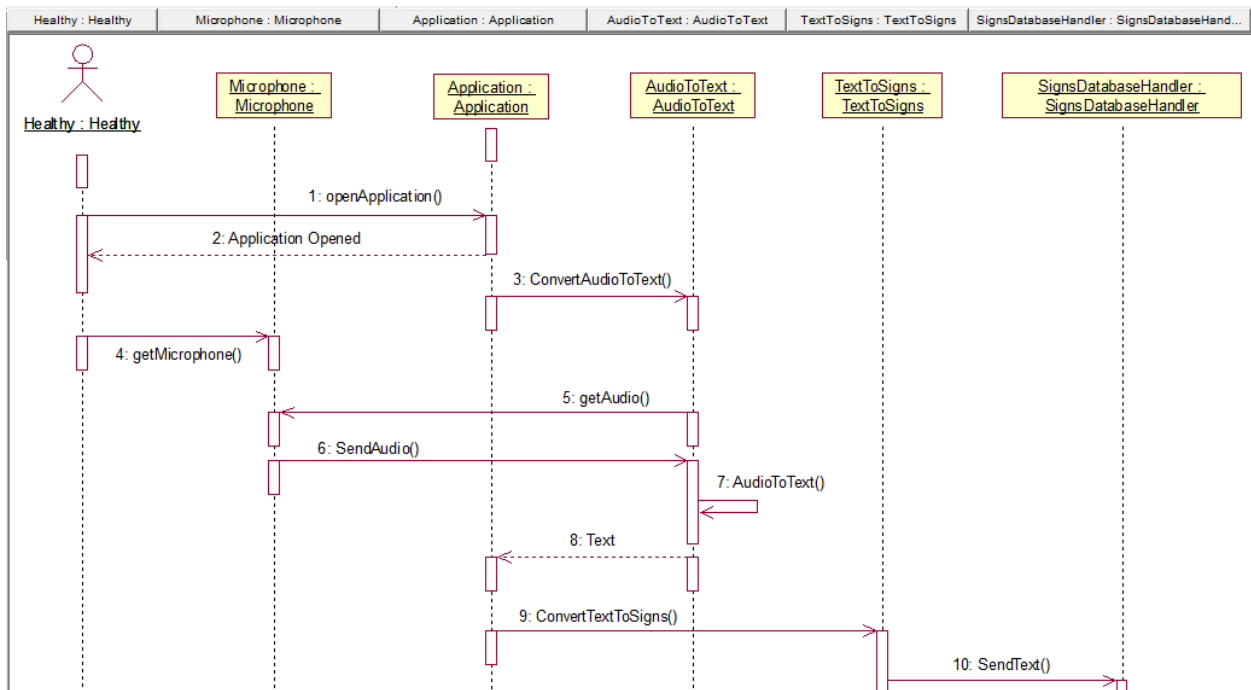 Healthy : Healthy
Microphone : Microphone
Application : Application
AudioToText : AudioToText
TextToSigns : TextToSigns
SignsDatabaseHandler : SignsDatabaseHand...
Healthy : Healthy
Microphone :
Microphone
Application :
Application
AudioToText :
AudioToText
TextToSigns :
TextToSigns
SignsDatabaseHandler :
SignsDatabaseHandler
1: openApplication()
2: Application Opened
3: ConvertAudioToText()
4: getMicrophone()
5: getAudio()
6: SendAudio()
7: AudioToText()
8: Text
9: ConvertTextToSigns()
10: SendText()